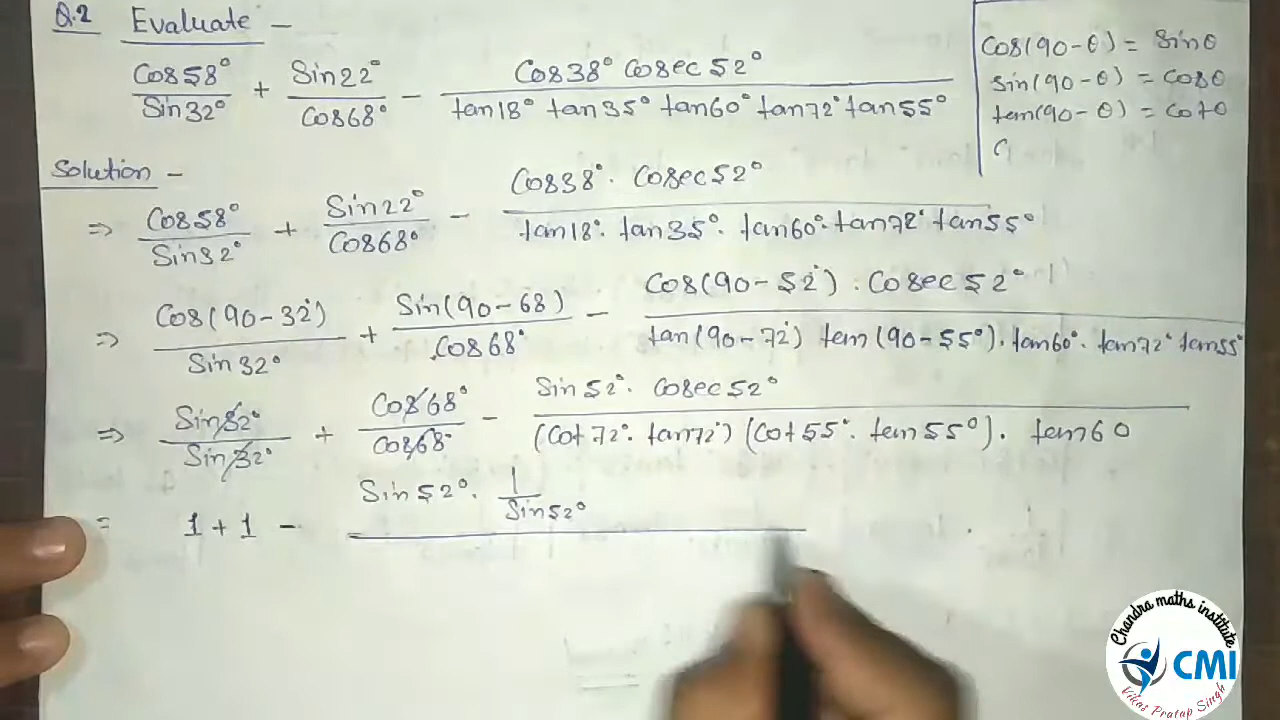 Q.2 Evaluate -
Cos58°/Sin32° + Sin22°/Cos68° - Cos38° Cosec52°/tan18° tan35° tan60° tan72° tan55°
Cos(90-θ) = Sinθ
Sin(90-θ) = Cosθ
tan(90-θ) = Cotθ
Solution -
⇒ Cos58°/Sin32° + Sin22°/Cos68° - Cos38°. Cosec52°/tan18°. tan35°. tan60°. tan72° tan55°
⇒ Cos(90-32°)/Sin32° + Sin(90-68)/Cos68° - Cos(90-52°). Cosec52°/tan(90-72°) tan(90-55°). tan60°. tan72° tan55°
⇒ Sin32°/Sin32° + Cos68°/Cos68° - Sin52°. Cosec52°/(Cot72°. tan72°) (Cot55°. tan55°). tan60
= 1 + 1 - Sin52°. 1/Sin52°
Chandra maths institute
CMI
Vikas Pratap Singh